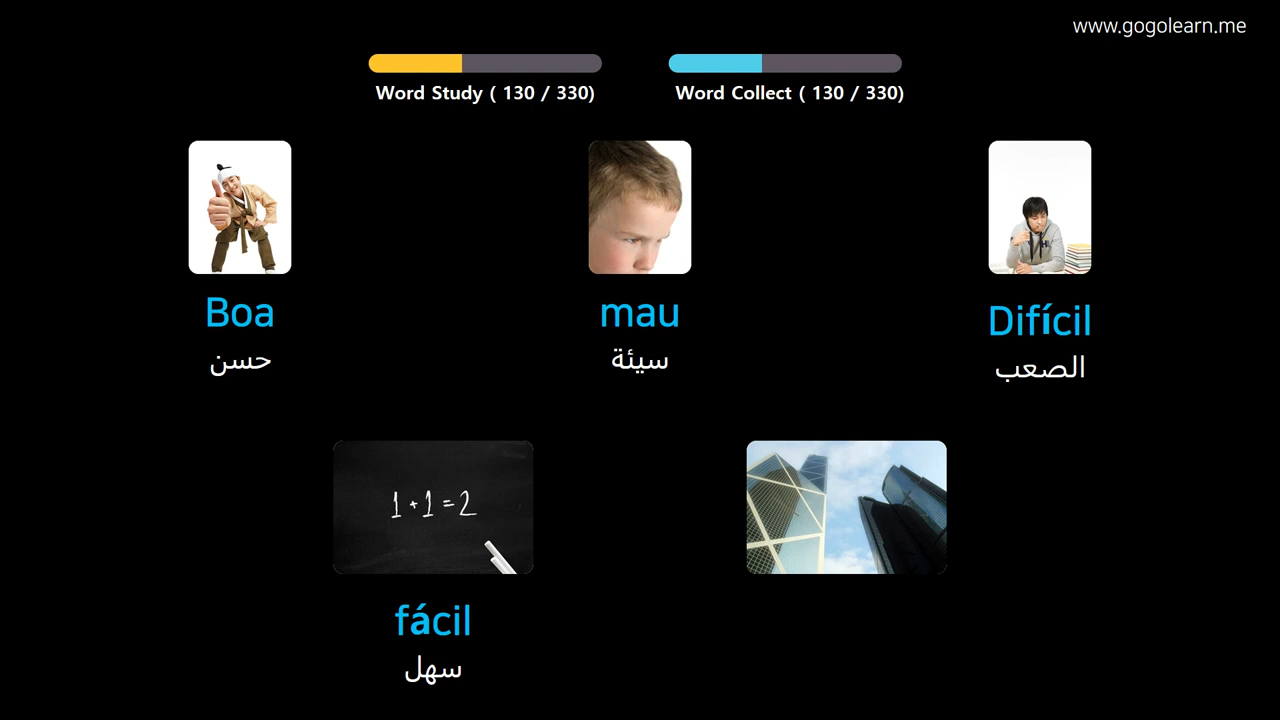 www.gogolearn.me
Word Study ( 130 / 330)
Word Collect ( 130 / 330)
Boa
حسن
mau
سيئة
Difícil
الصعب
1+1=2
fácil
سهل